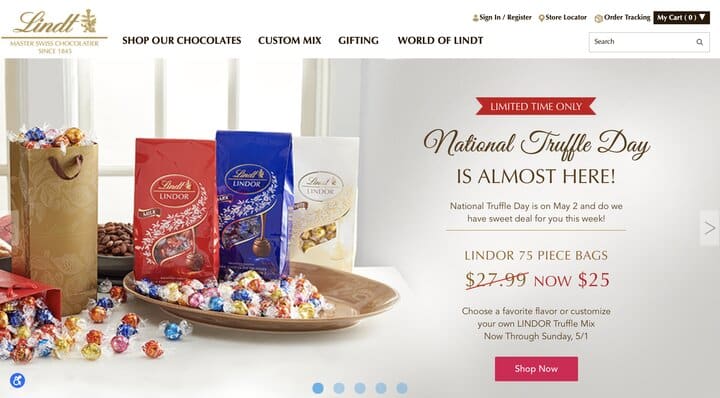 Lindt
MASTER SWISS CHOCOLATIER
SINCE 1845
Sign In / Register
Store Locator
Order Tracking
My Cart ( 0 )
SHOP OUR CHOCOLATES
CUSTOM MIX
GIFTING
WORLD OF LINDT
Search
LIMITED TIME ONLY
National Truffle Day
IS ALMOST HERE!
National Truffle Day is on May 2 and do we
have sweet deal for you this week!
LINDOR 75 PIECE BAGS
$27.99 NOW $25
Choose a favorite flavor or customize
your own LINDOR Truffle Mix
Now Through Sunday, 5/1
Shop Now
Lindt
LINDOR
MILK
Lindt
LINDOR
Lindt
LINDOR